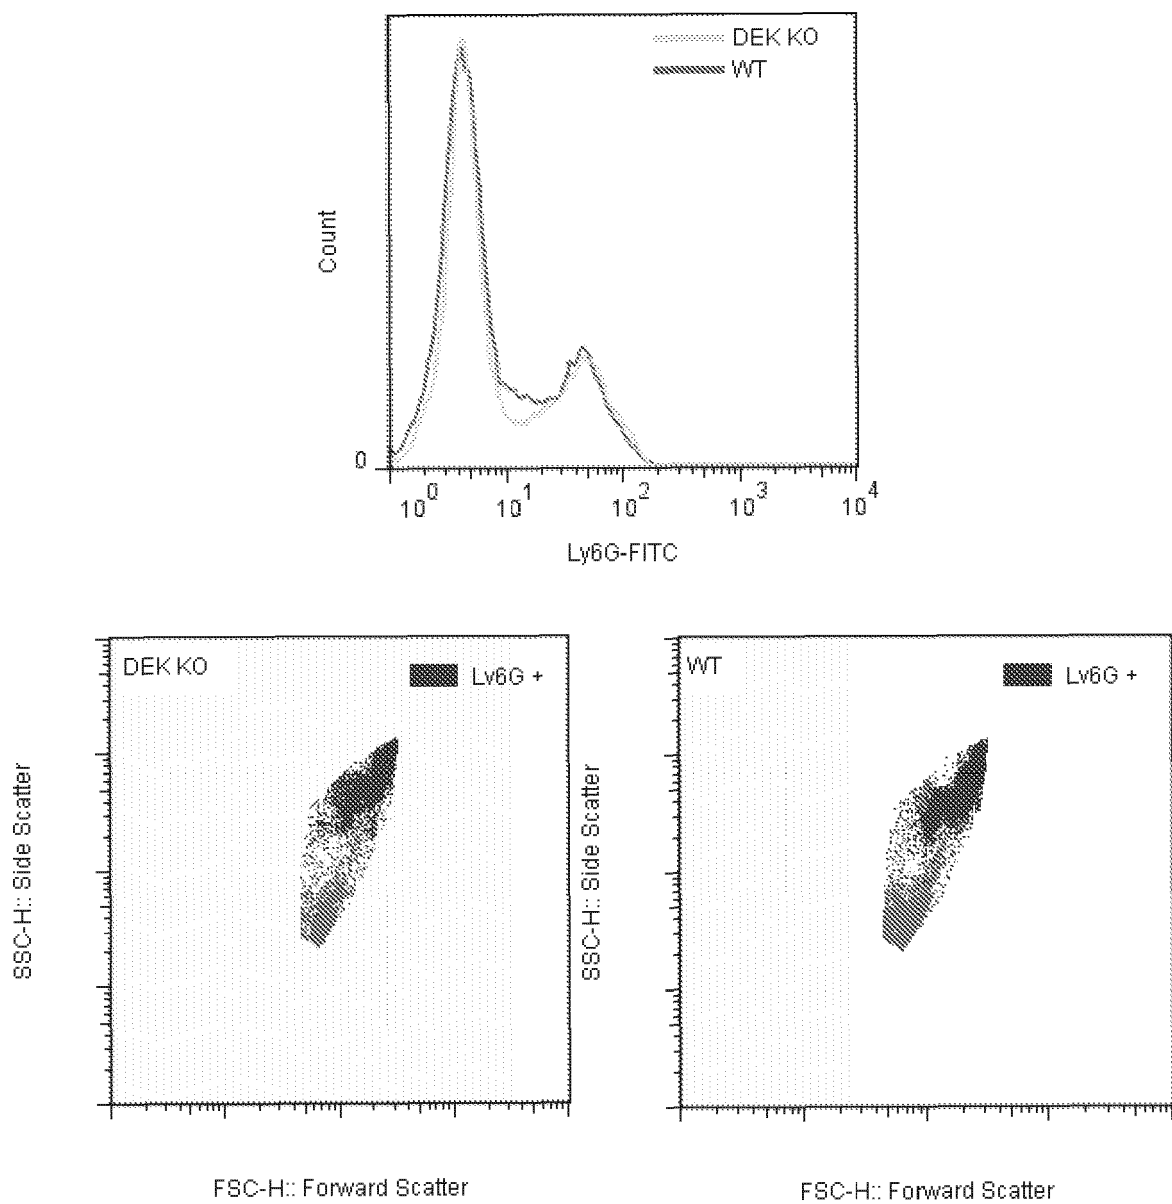 DEK KO
WT
Count
0
10^0 10^1 10^2 10^3 10^4
Ly6G-FITC
DEK KO
Lv6G +
SSC-H:: Side Scatter
FSC-H:: Forward Scatter
WT
Lv6G +
SSC-H:: Side Scatter
FSC-H:: Forward Scatter